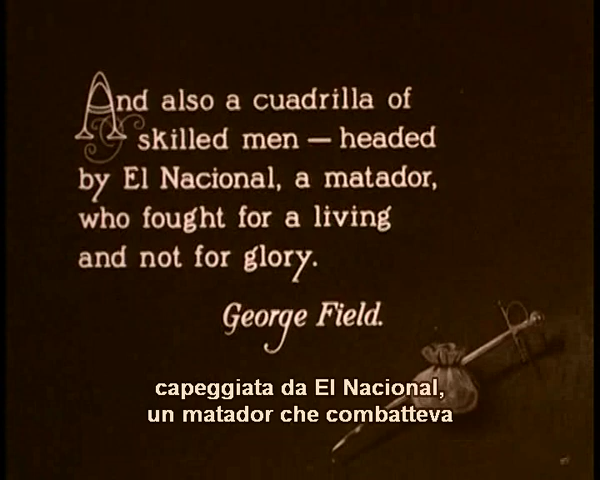 And also a cuadrilla of
skilled men — headed
by El Nacional, a matador,
who fought for a living
and not for glory.
George Field.
capeggiata da El Nacional,
un matador che combatteva